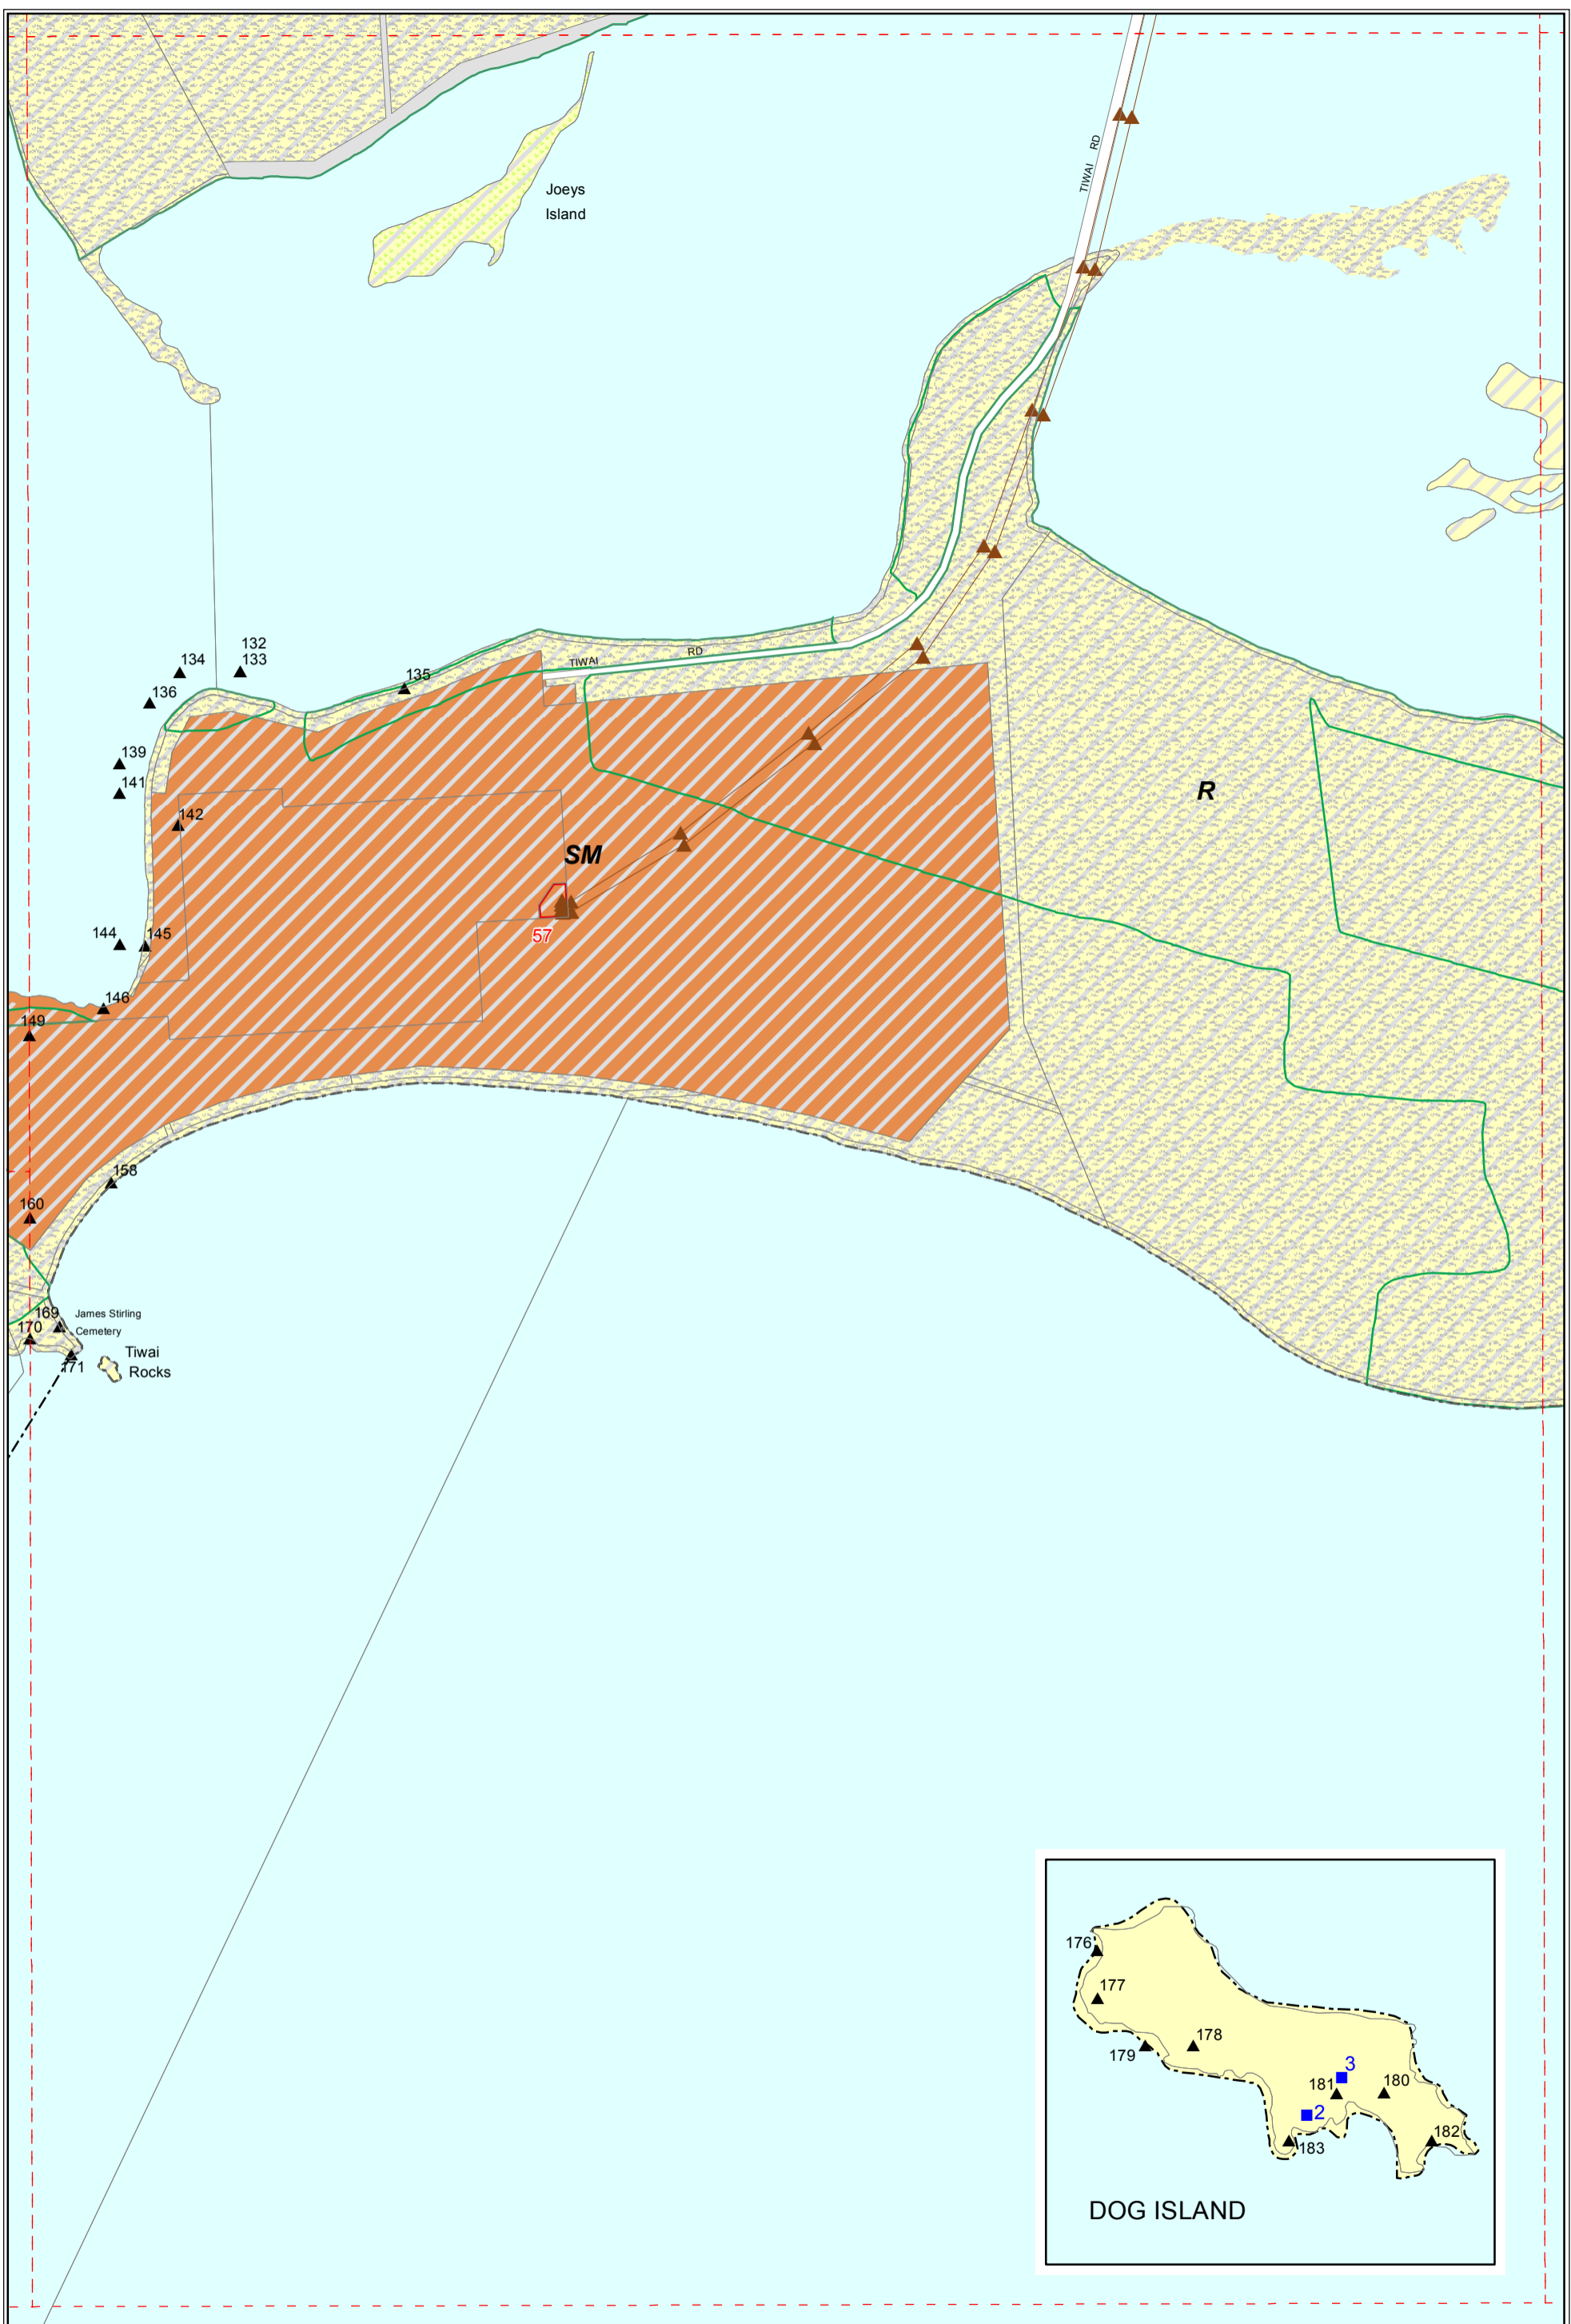 TIWAI RD
Joeys
Island
132
134
133
TIWAI RD
135
136
139
R
141
142
SM
57
144
145
146
149
158
160
169
James Stirling
170
Cemetery
171
Tiwai
Rocks
176
177
178
179
3
181
180
2
182
183
DOG ISLAND